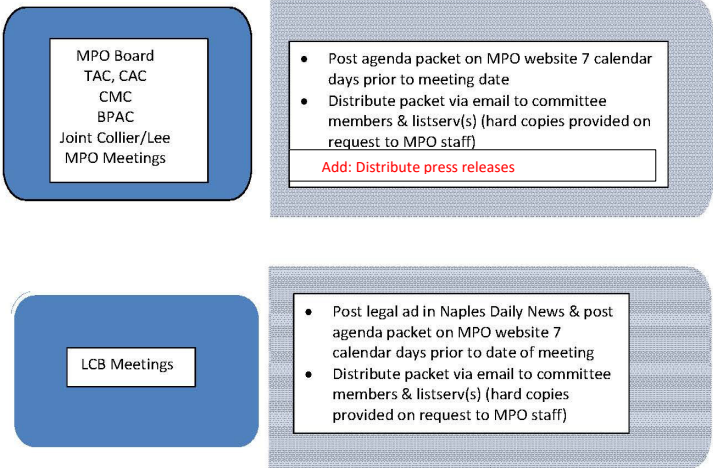 MPO Board
TAC, CAC
CMC
BPAC
Joint Collier/Lee
MPO Meetings
• Post agenda packet on MPO website 7 calendar
days prior to meeting date
• Distribute packet via email to committee
members & listserv(s) (hard copies provided on
request to MPO staff)
Add: Distribute press releases
LCB Meetings
• Post legal ad in Naples Daily News & post
agenda packet on MPO website 7
calendar days prior to date of meeting
• Distribute packet via email to committee
members & listserv(s) (hard copies
provided on request to MPO staff)